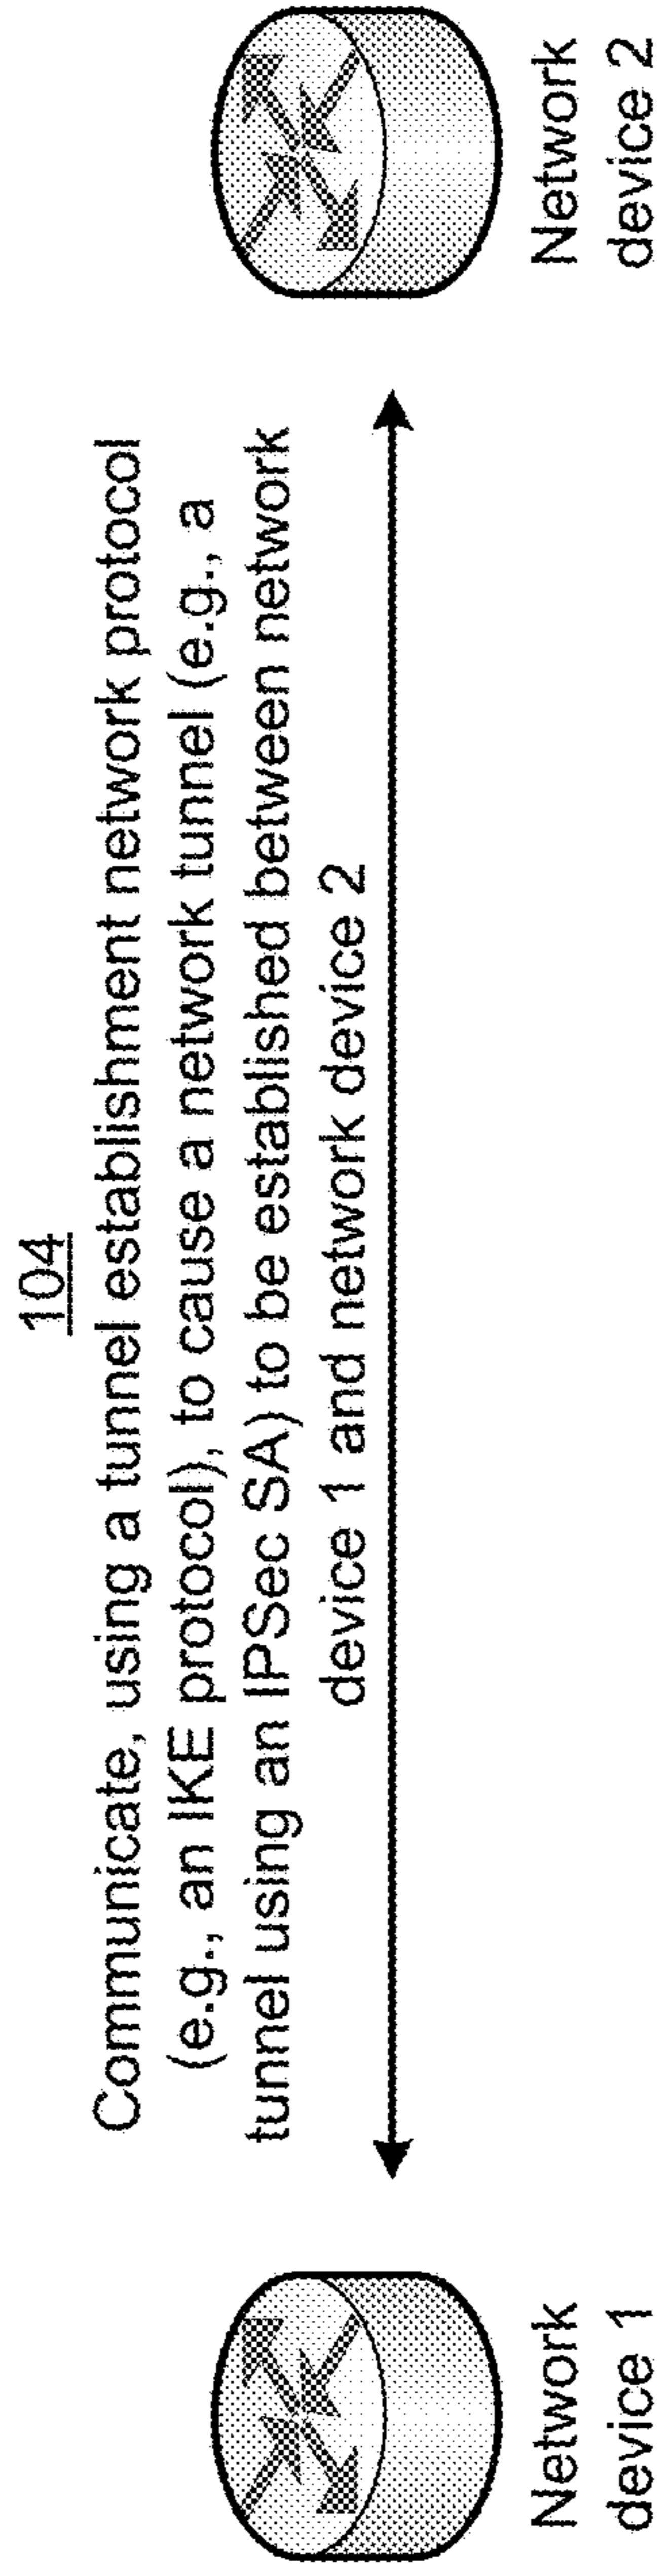 104
Communicate, using a tunnel establishment network protocol
(e.g., an IKE protocol), to cause a network tunnel (e.g., a
tunnel using an IPSec SA) to be established between network
device 1 and network device 2
Network
device 1
Network
device 2